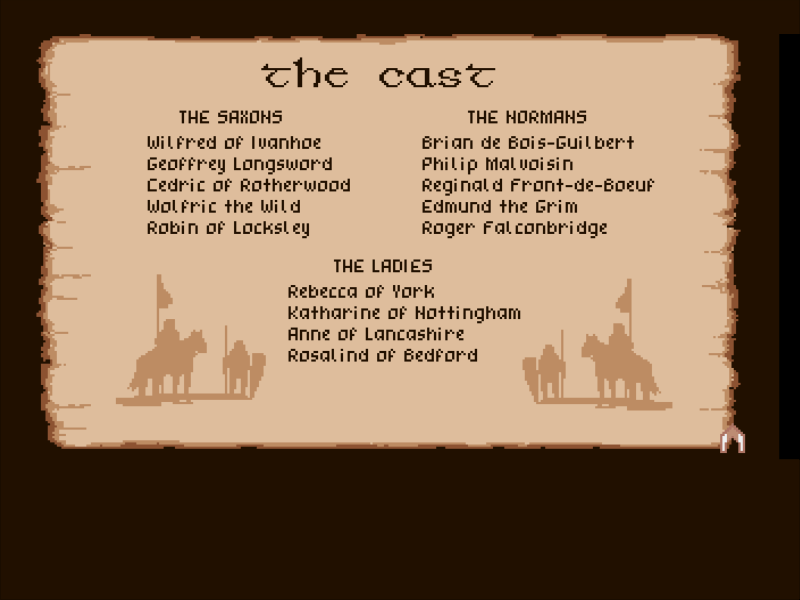 the cast
THE SAXONS
Wilfred of Ivanhoe
Geoffrey Longsword
Cedric of Rotherwood
Wolfric the Wild
Robin of Locksley
THE NORMANS
Brian de Bois-Guilbert
Philip Malvoisin
Reginald Front-de-Boeuf
Edmund the Grim
Roger Falconbridge
THE LADIES
Rebecca of York
Katharine of Nottingham
Anne of Lancashire
Rosalind of Bedford